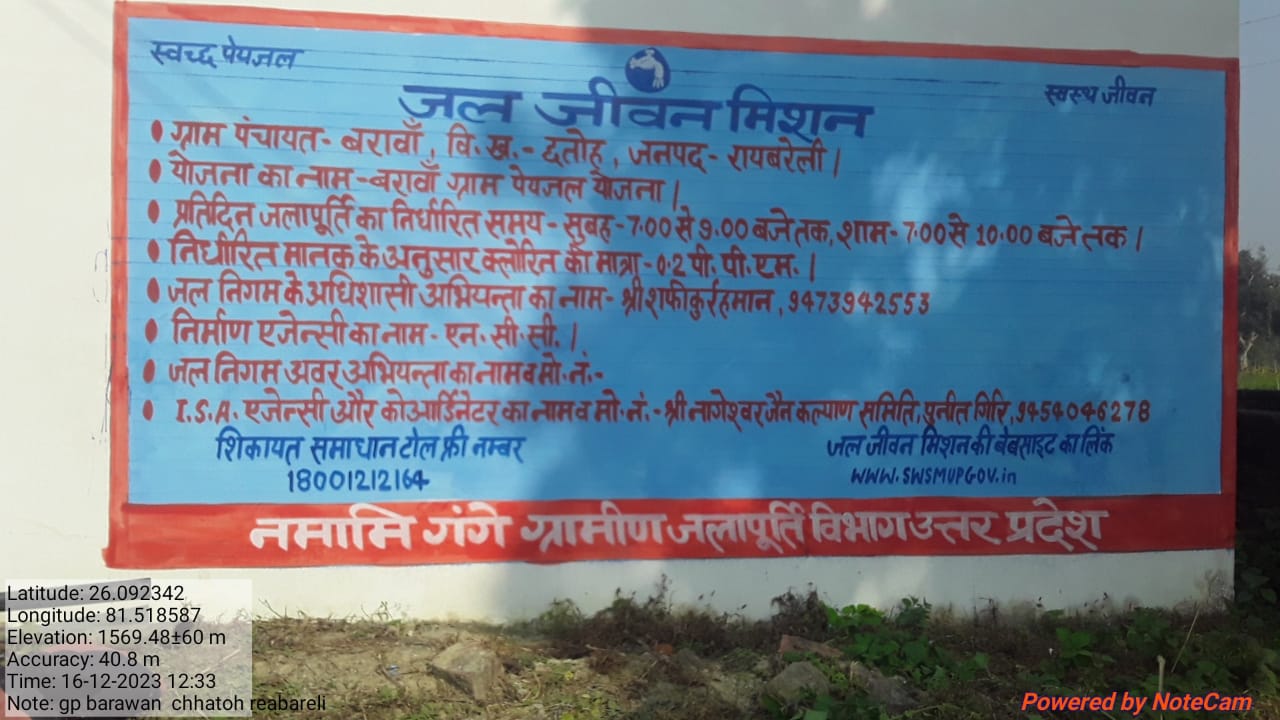 स्वच्छ पेयजल
स्वस्थ जीवन
जल जीवन मिशन
• ग्राम पंचायत- बरावाँ, वि.ख.- छतोह, जनपद- रायबरेली।
• योजना का नाम-बरावाँ ग्राम पेयजल योजना।
• प्रतिदिन जलापूर्ति का निर्धारित समय- सुबह-7.00 से 9.00 बजे तक, शाम-7.00 से 10.00 बजे तक।
• निर्धारित मानक के अनुसार क्लोरिन की मात्रा-0.2 पी.पी.एम.।
• जल निगम के अधिशासी अभियन्ता का नाम- श्री शफीकुर्रहमान, 9473942553
• निर्माण एजेन्सी का नाम- एन.सी.सी.।
• जल निगम अवर अभियन्ता का नाम व मो.नं.-
• I.S.A. एजेन्सी और कोआर्डिनेटर का नाम व मो.नं.-श्री नागेश्वर जैन कल्याण समिति, पुनीत गिरि, 9454046278
शिकायत समाधान टोल फ्री नम्बर
18001212164
जल जीवन मिशन की बेबसाइट का लिंक
WWW.SWSMUPGOV.in
नमामि गंगे ग्रामीण जलापूर्ति विभाग उत्तर प्रदेश
Latitude: 26.092342
Longitude: 81.518587
Elevation: 1569.48±60 m
Accuracy: 40.8 m
Time: 16-12-2023 12:33
Note: gp barawan chhatoh reabareli
Powered by NoteCam